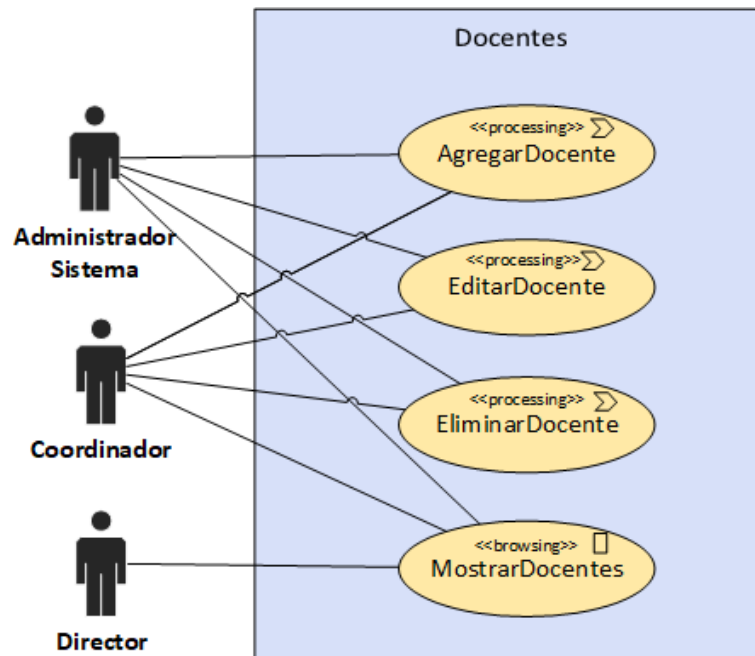 Docentes
<<processing>>
AgregarDocente
Administrador
Sistema
<<processing>>
EditarDocente
<<processing>>
EliminarDocente
Coordinador
<<browsing>>
MostrarDocentes
Director